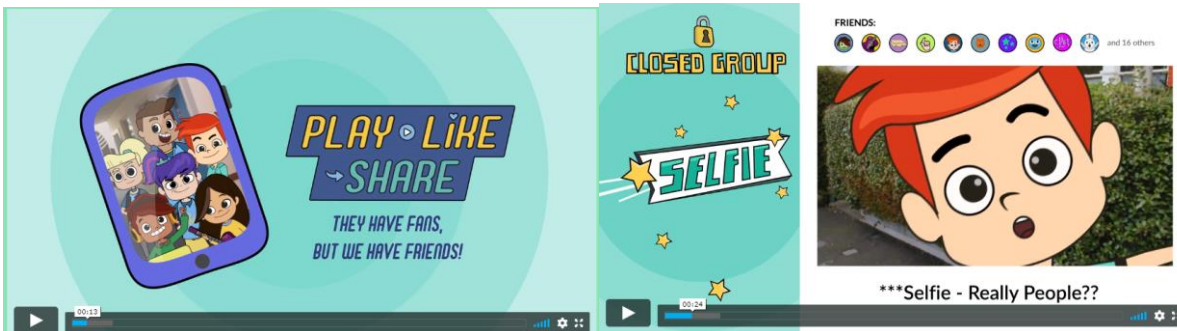 PLAY LIKE
SHARE
THEY HAVE FANS,
BUT WE HAVE FRIENDS!
00:13
CLOSED GROUP
SELFIE
00:24
FRIENDS:
and 16 others
***Selfie - Really People??